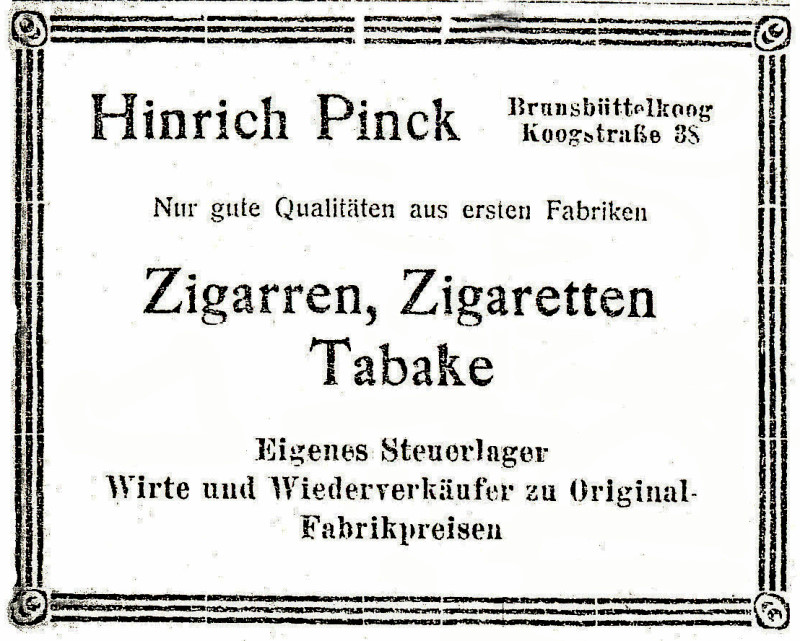 Hinrich Pinck
Brunsbüttelkoog
Koogstraße 38
Nur gute Qualitäten aus ersten Fabriken
Zigarren, Zigaretten
Tabake
Eigenes Steuerlager
Wirte und Wiederverkäufer zu Original-
Fabrikpreisen